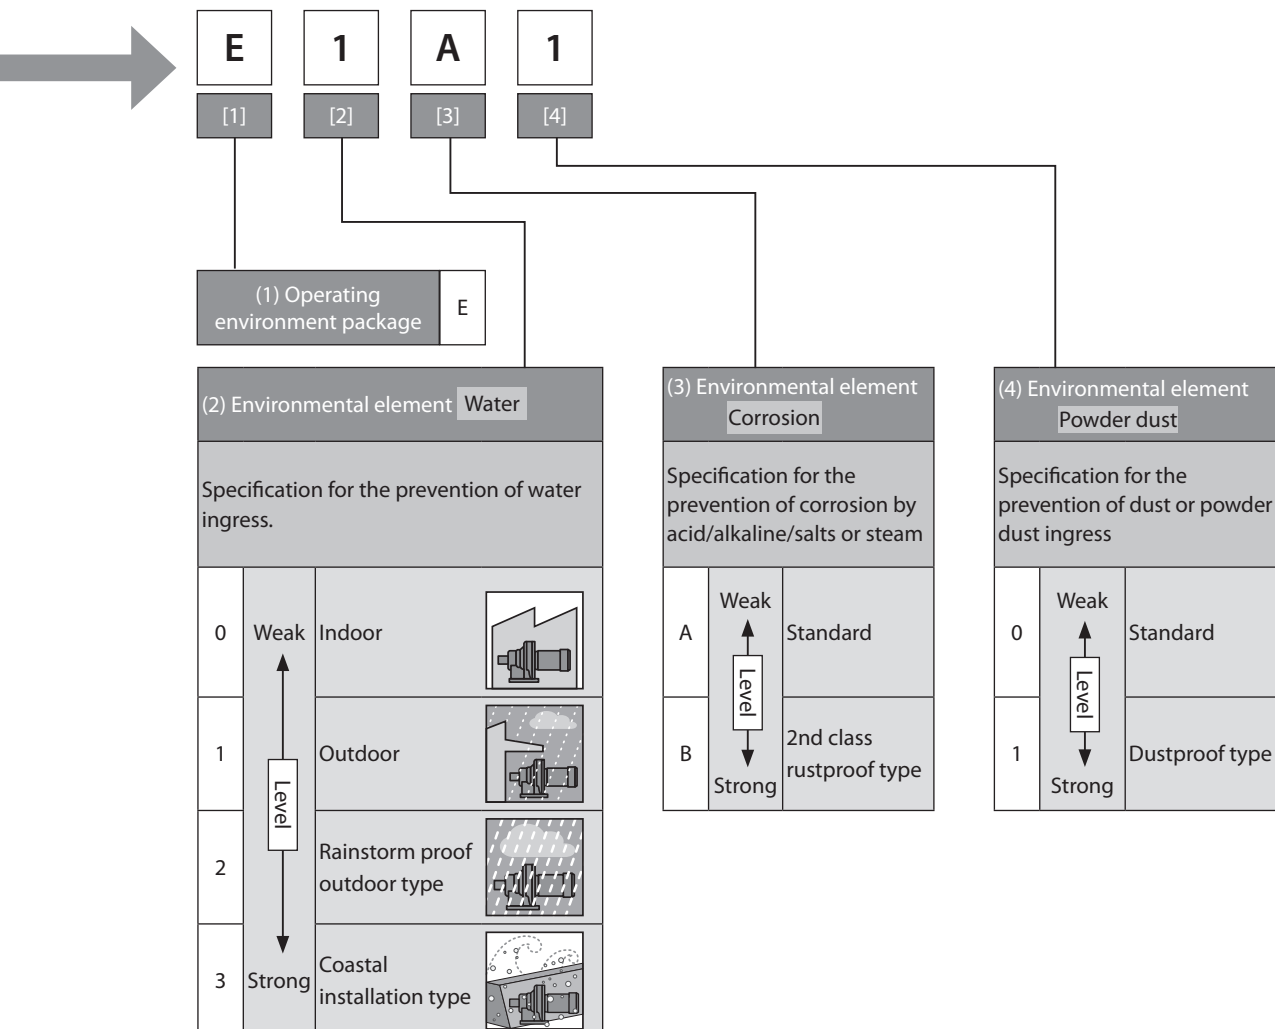 E 1 A 1
[1] [2] [3] [4]
(1) Operating
environment package
E
(2) Environmental element Water
Specification for the prevention of water
ingress.
0 Weak Indoor
1 Outdoor
Level
2 Rainstorm proof
outdoor type
3 Strong Coastal
installation type
(3) Environmental element
Corrosion
Specification for the
prevention of corrosion by
acid/alkaline/salts or steam
Weak
A Standard
Level
B 2nd class
rustproof type
Strong
(4) Environmental element
Powder dust
Specification for the
prevention of dust or powder
dust ingress
Weak
0 Standard
Level
1 Dustproof type
Strong